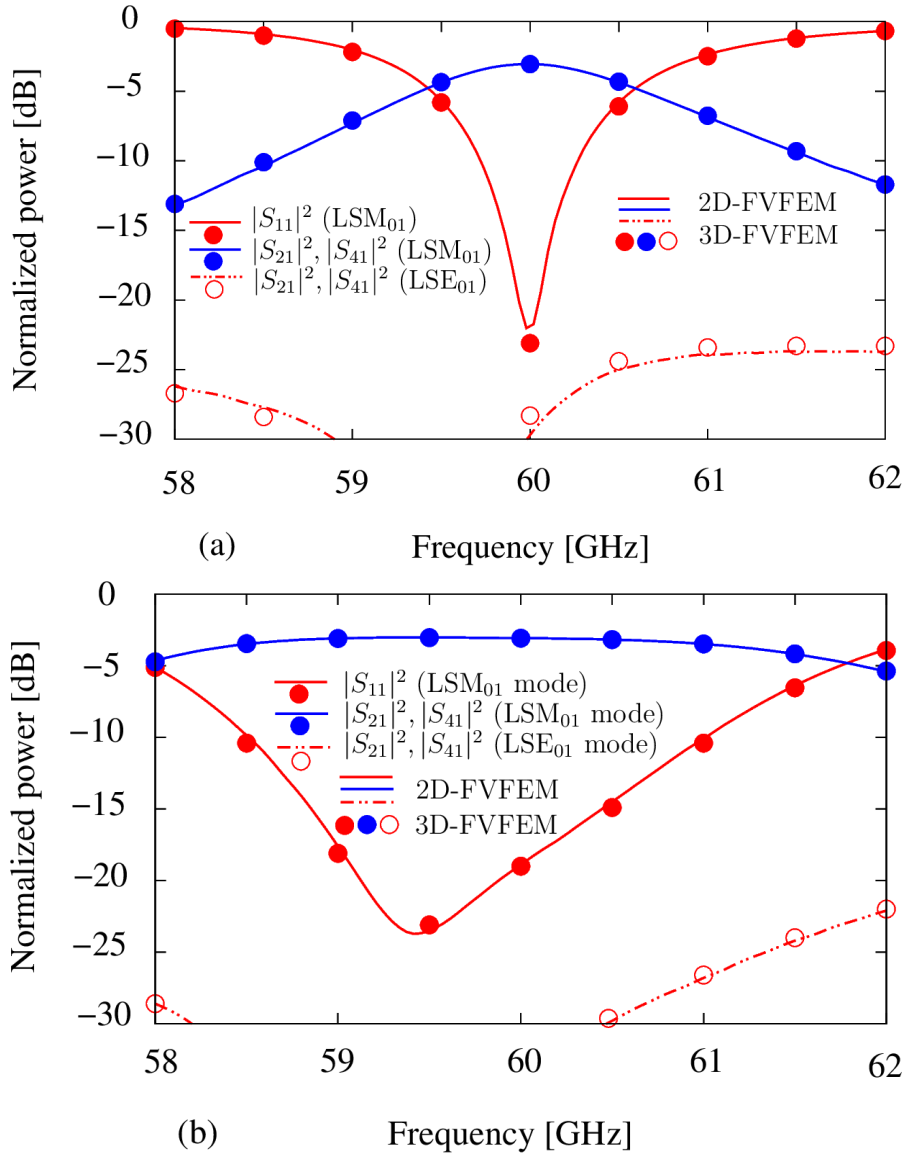 0
−5
−10
−15
−20
−25
−30
Normalized power [dB]
|S₁₁|² (LSM₀₁)
|S₂₁|², |S₄₁|² (LSM₀₁)
|S₂₁|², |S₄₁|² (LSE₀₁)
2D-FVFEM
3D-FVFEM
58 59 60 61 62
(a) Frequency [GHz]
0
−5
−10
−15
−20
−25
−30
Normalized power [dB]
|S₁₁|² (LSM₀₁ mode)
|S₂₁|², |S₄₁|² (LSM₀₁ mode)
|S₂₁|², |S₄₁|² (LSE₀₁ mode)
2D-FVFEM
3D-FVFEM
58 59 60 61 62
(b) Frequency [GHz]